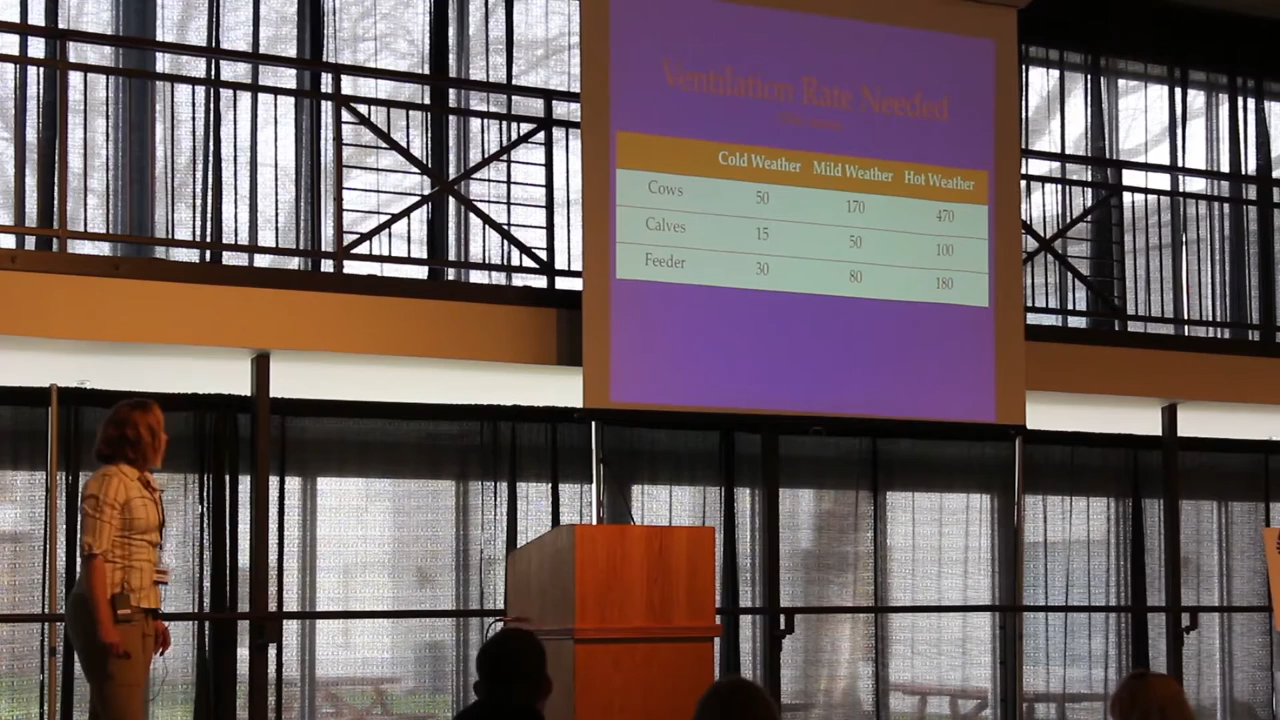 Ventilation Rate Needed
Cold Weather Mild Weather Hot Weather
Cows 50 170 470
Calves 15 50 100
Feeder 30 80 180